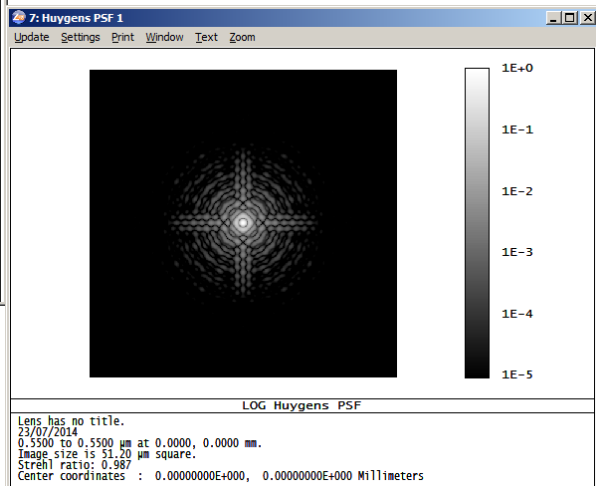 7: Huygens PSF 1
Update Settings Print Window Text Zoom
1E+0
1E-1
1E-2
1E-3
1E-4
1E-5
LOG Huygens PSF
Lens has no title.
23/07/2014
0.5500 to 0.5500 µm at 0.0000, 0.0000 mm.
Image size is 51.20 µm square.
Strehl ratio: 0.987
Center coordinates : 0.00000000E+000, 0.00000000E+000 Millimeters